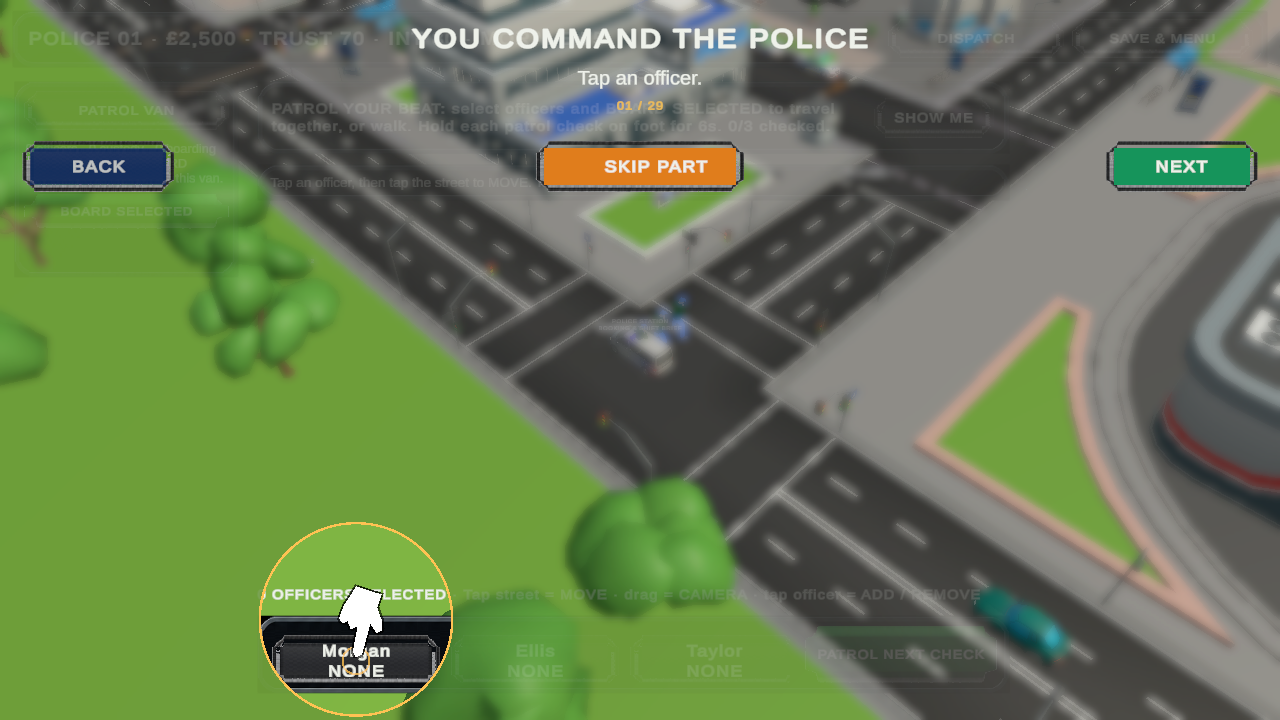 POLICE 01 - £2,500 - TRUST 70 - IN
YOU COMMAND THE POLICE
DISPATCH
SAVE & MENU
Tap an officer.
01 / 29
PATROL VAN
PATROL YOUR BEAT: select officers and SELECTED to travel
together, or walk. Hold each patrol check on foot for 6s. 0/3 checked.
SHOW ME
BACK
SKIP PART
NEXT
this van.
Tap an officer, then tap the sheet to MOVE
BOARD SELECTED
OFFICERS SELECTED
Tap street = MOVE - drag = CAMERA - tap officer = ADD / REMOVE
Morgan
NONE
Ellis
NONE
Taylor
NONE
PATROL NEXT CHECK